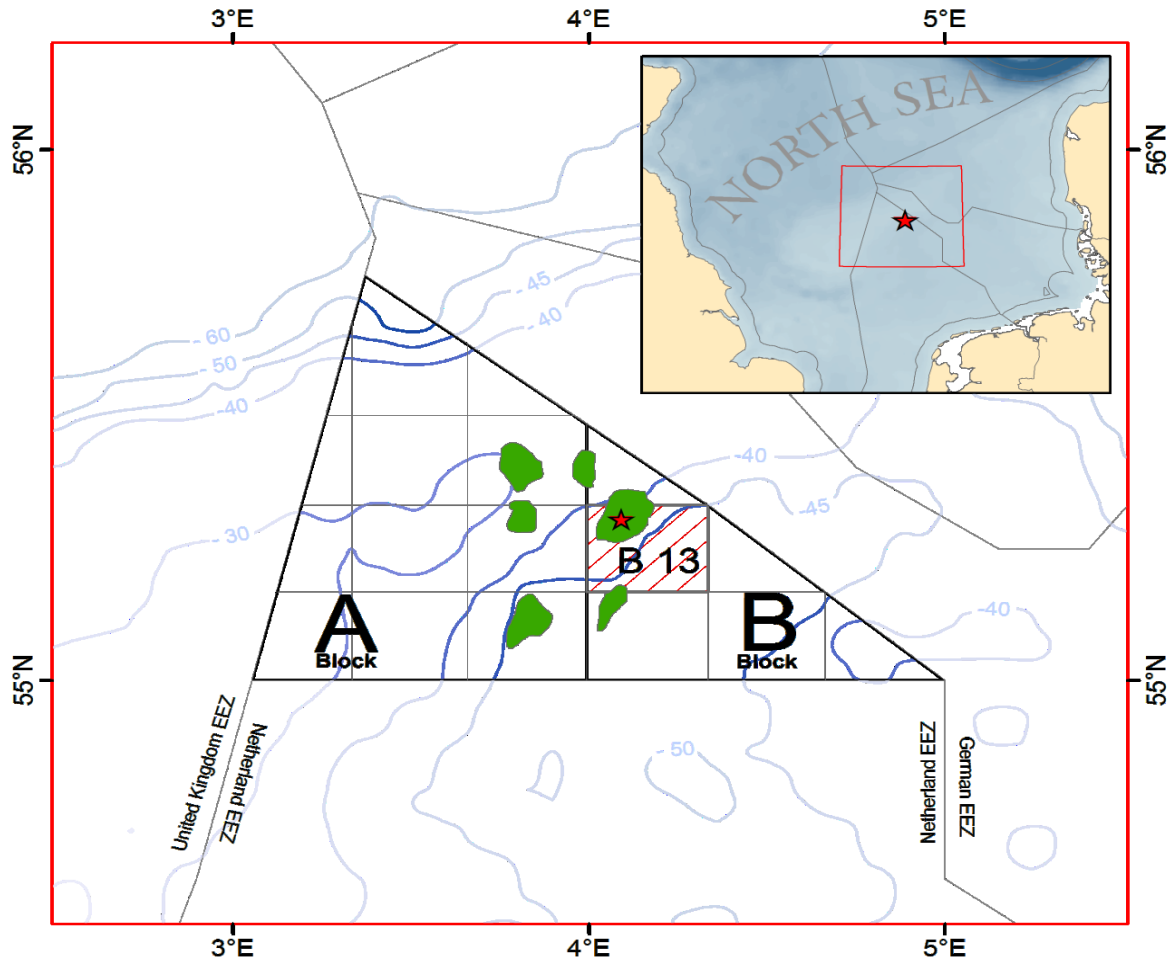 3°E 4°E 5°E
NORTH SEA
56°N 56°N
- 60
- 45
- 50
- 40
-40
-40
-45
- 30
B 13
A
Block
B
Block
-40
55°N 55°N
United Kingdom EEZ
Netherland EEZ
Netherland EEZ
German EEZ
- 50
3°E 4°E 5°E